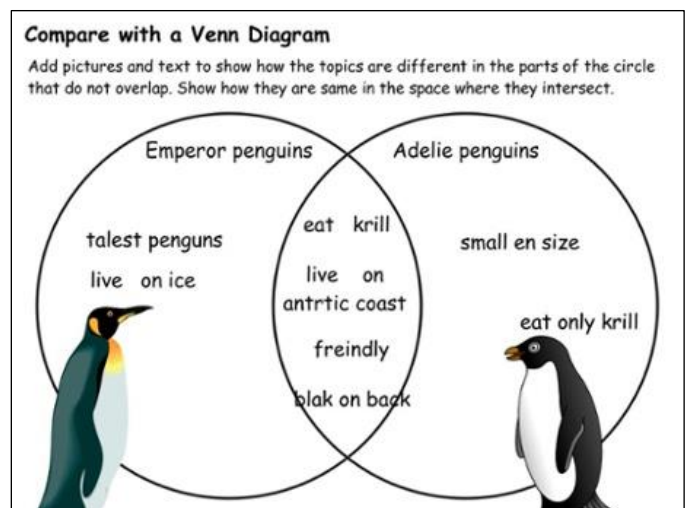 Compare with a Venn Diagram
Add pictures and text to show how the topics are different in the parts of the circle
that do not overlap. Show how they are same in the space where they intersect.
Emperor penguins
Adelie penguins
talest penguns
live on ice
eat krill
live on
antrtic coast
freindly
blak on back
small en size
eat only krill